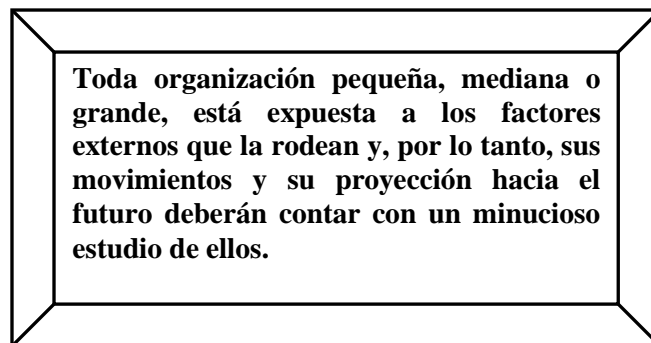 Toda organización pequeña, mediana o
grande, está expuesta a los factores
externos que la rodean y, por lo tanto, sus
movimientos y su proyección hacia el
futuro deberán contar con un minucioso
estudio de ellos.